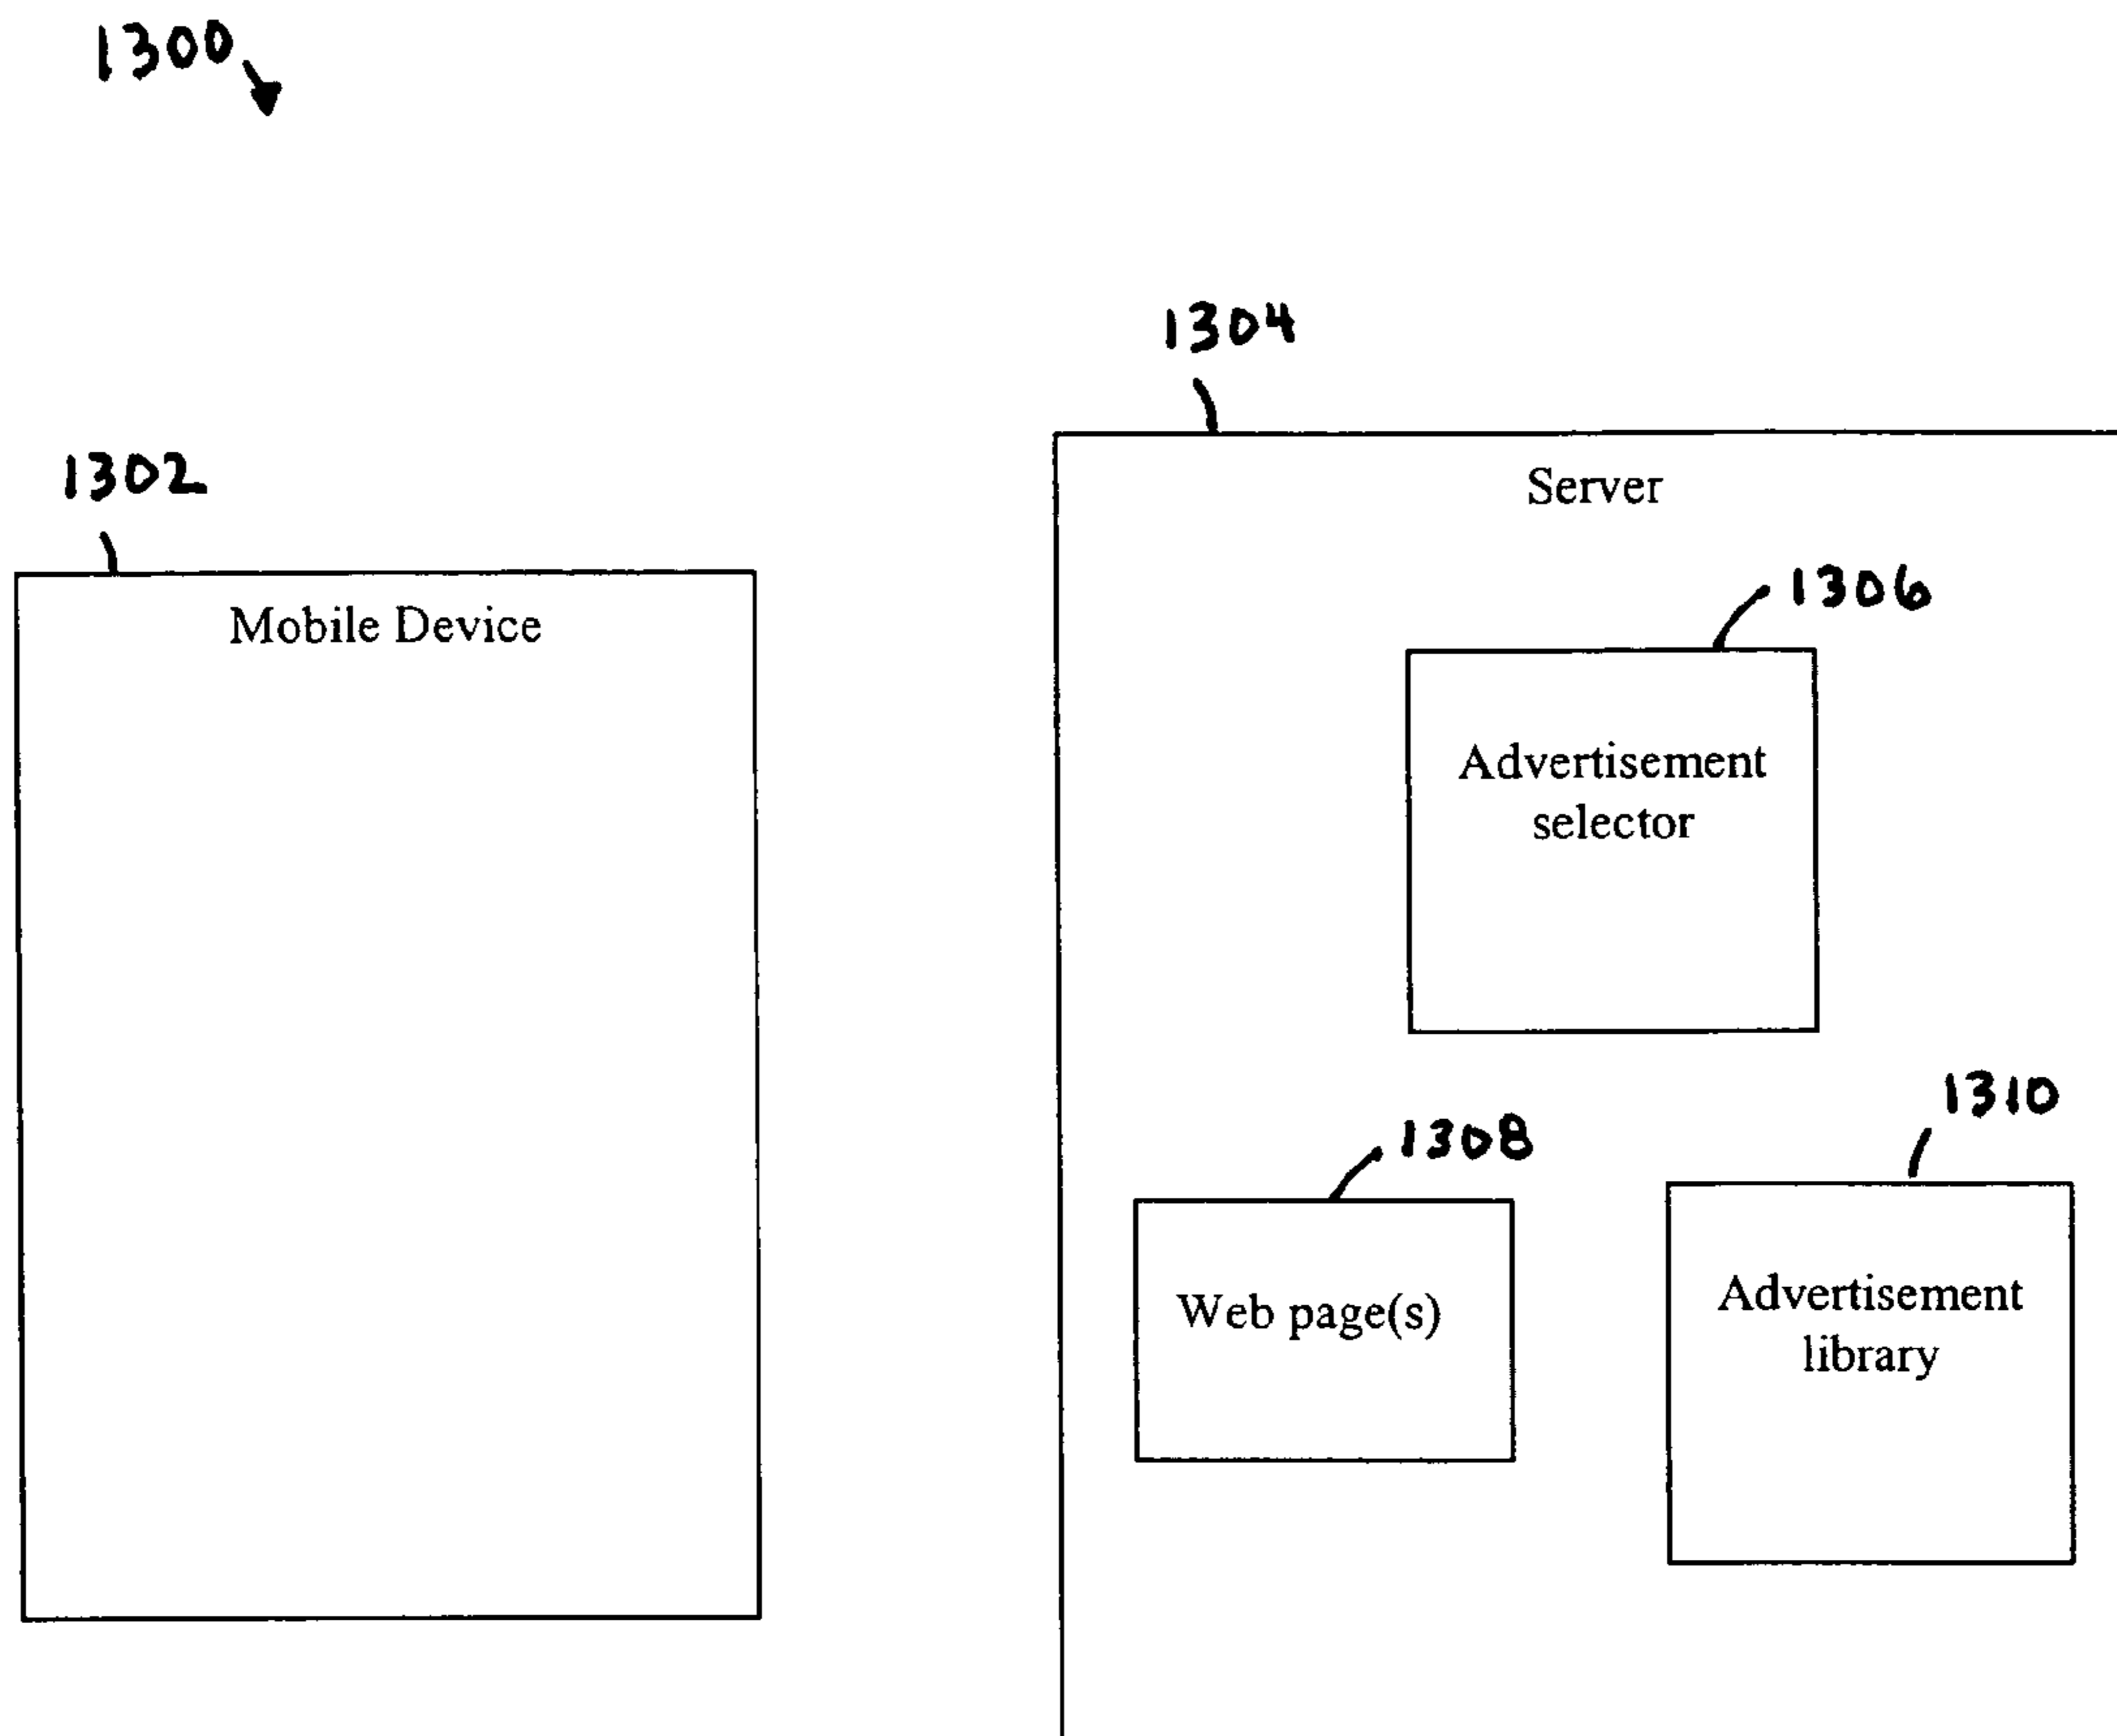 1300
1304
Server
1302
Mobile Device
1306
Advertisement
selector
1310
1308
Advertisement
library
Web page(s)